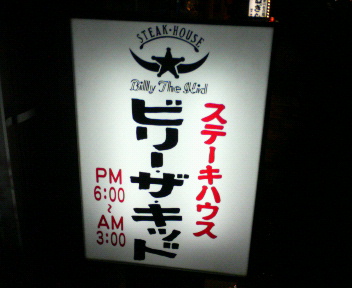 STEAK・HOUSE
Billy The Kid
ステーキハウス
ビリー・ザ・キッド
PM
6:00
~
AM
3:00